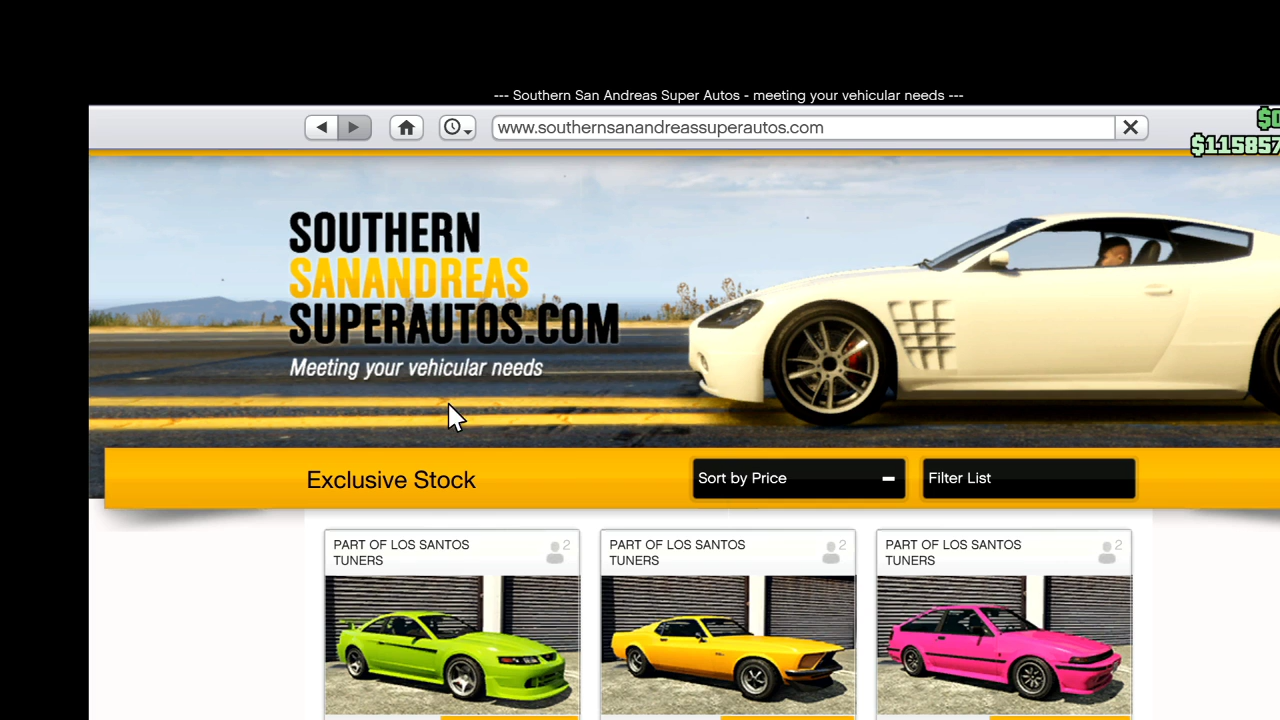 --- Southern San Andreas Super Autos - meeting your vehicular needs ---
www.southernsanandreassuperautos.com
$0
$115857
SOUTHERN
SANANDREAS
SUPERAUTOS.COM
Meeting your vehicular needs
Exclusive Stock
Sort by Price
Filter List
PART OF LOS SANTOS
TUNERS
2
PART OF LOS SANTOS
TUNERS
2
PART OF LOS SANTOS
TUNERS
2